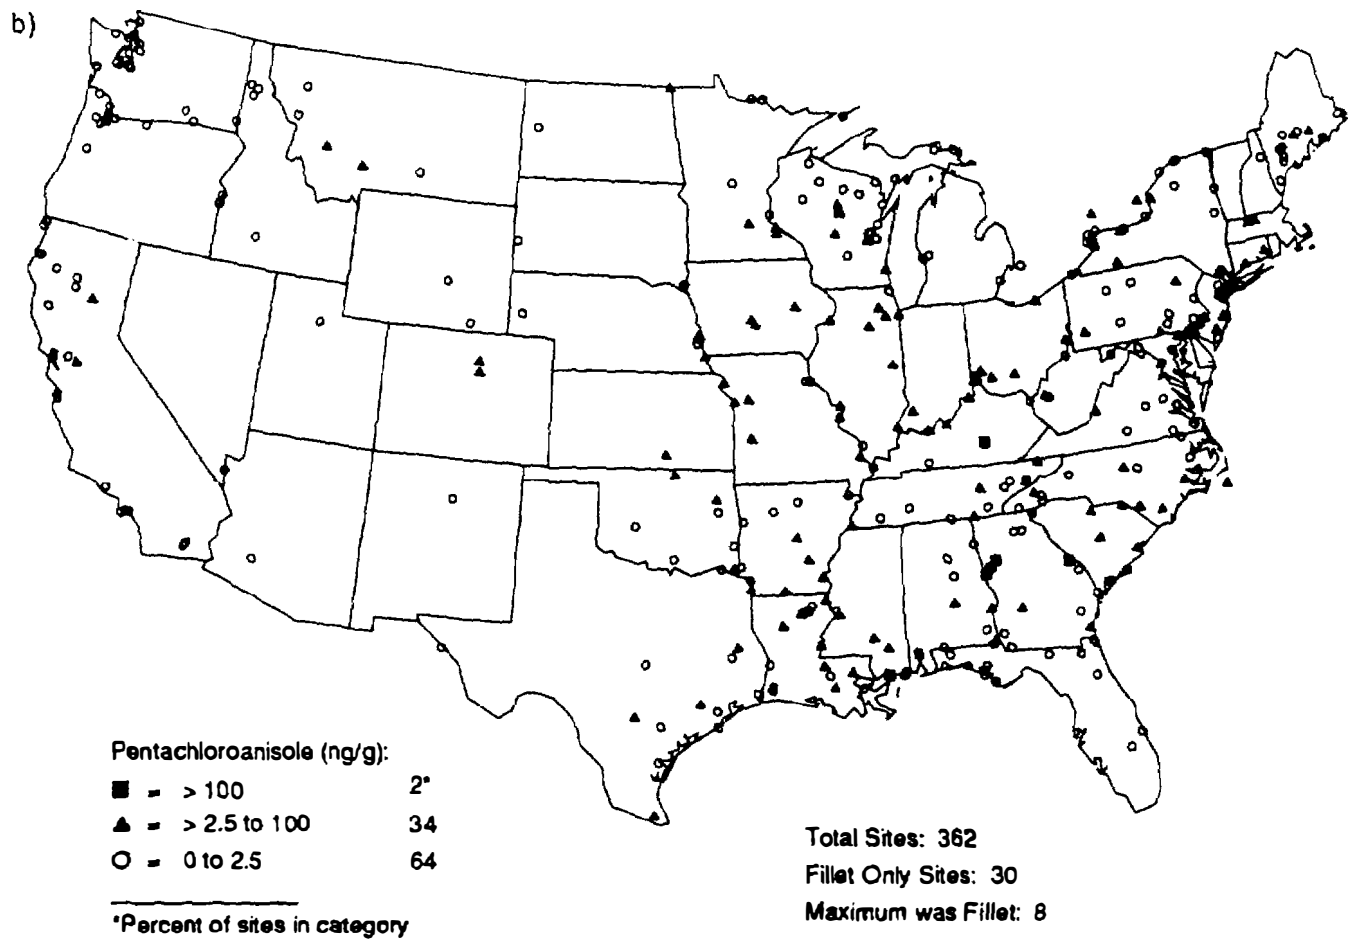 b)
Pentachloroanisole (ng/g):
■ = > 100 2*
▲ = > 2.5 to 100 34
○ = 0 to 2.5 64
*Percent of sites in category
Total Sites: 362
Fillet Only Sites: 30
Maximum was Fillet: 8